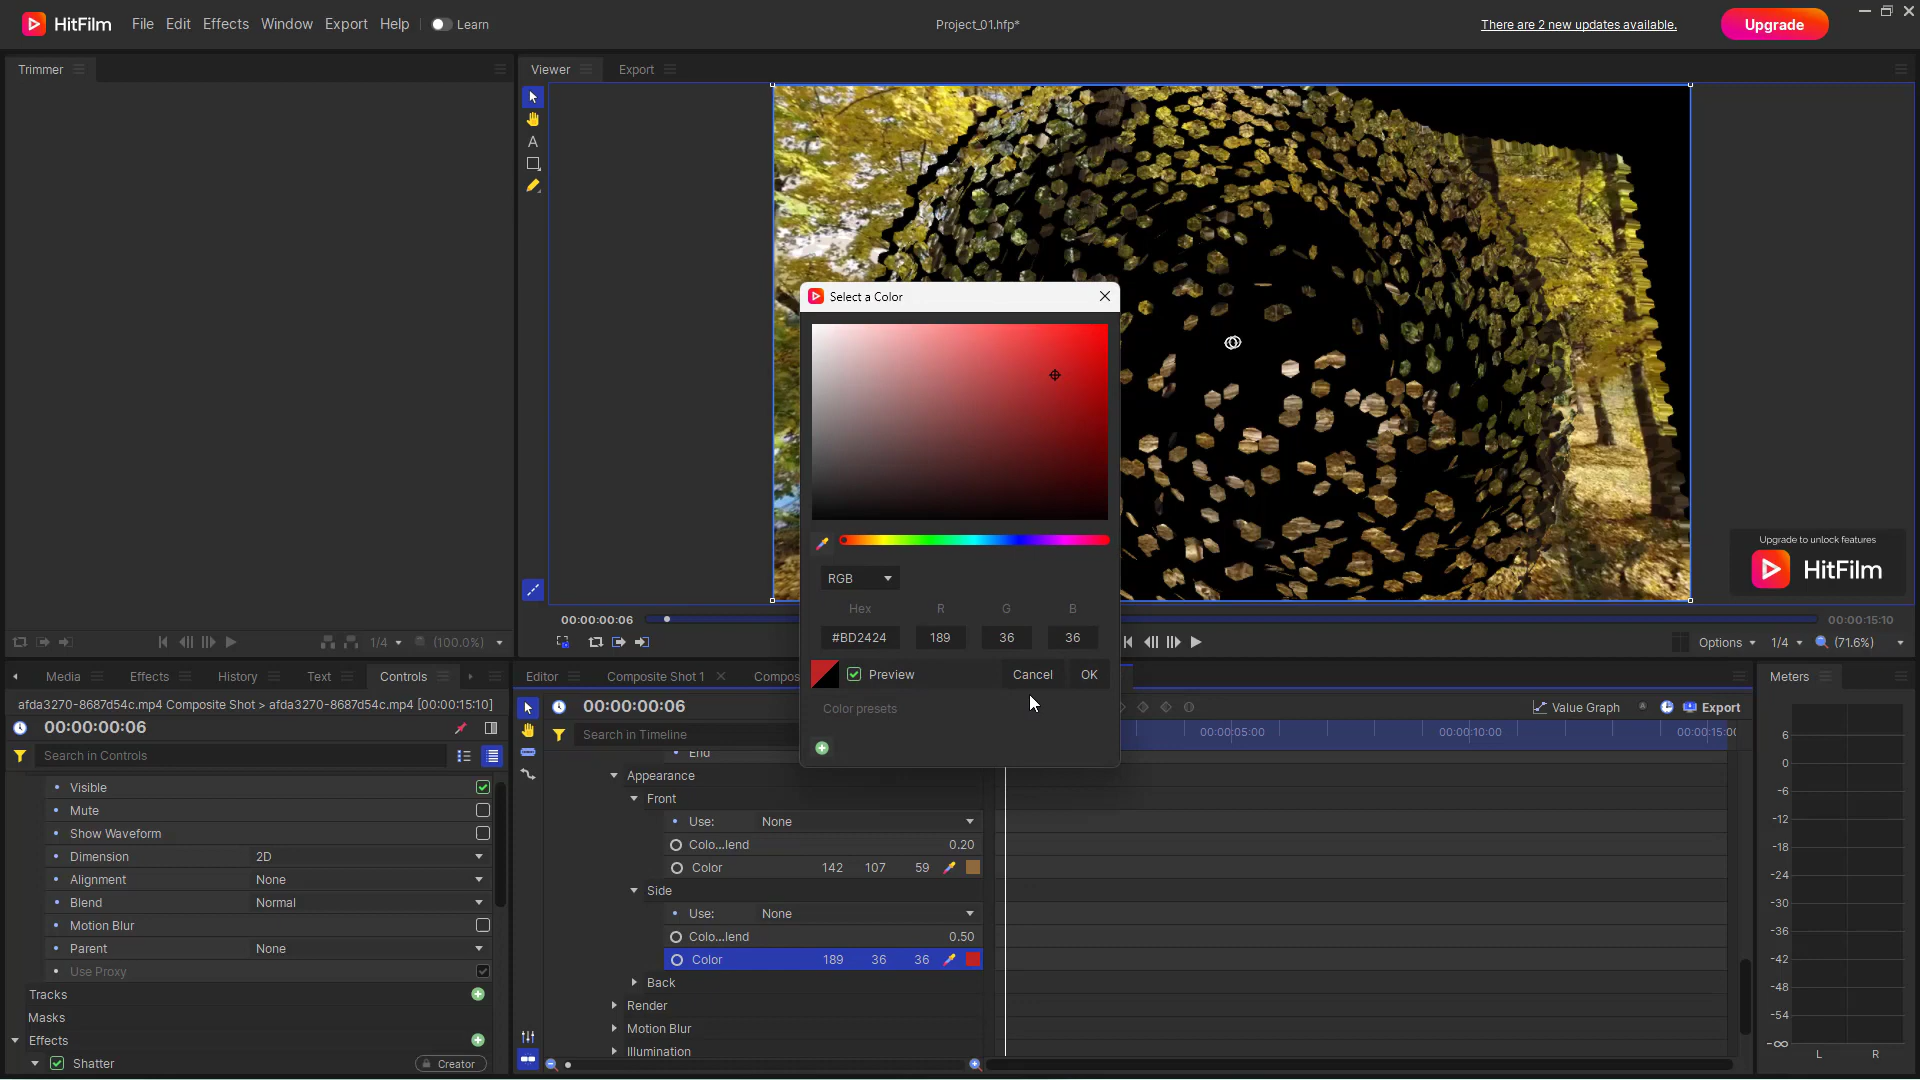 HitFilm
File Edit Effects Window Export Help Learn
Project_01.hfp*
There are 2 new updates available.
Upgrade
Trimmer
Viewer
Export
Select a Color
RGB
Hex R G B
#BD2424 189 36 36
Preview
Cancel OK
Color presets
Upgrade to unlock features
HitFilm
00:00:00:06
00:00:15:10
1/4 (100.0%)
Options 1/4 (71.6%)
Media Effects History Text Controls
afda3270-8687d54c.mp4 Composite Shot > afda3270-8687d54c.mp4 [00:00:15:10]
00:00:00:06
Search in Controls
Visible
Mute
Show Waveform
Dimension 2D
Alignment None
Blend Normal
Motion Blur
Parent None
Use Proxy
Tracks
Masks
Effects
Shatter Creator
Editor Composite Shot 1 Compos
00:00:00:06
Value Graph Export
Search in Timeline
00:00:05:00 00:00:10:00 00:00:15:0
End
Appearance
Front
Use: None
Colo...lend 0.20
Color 142 107 59
Side
Use: None
Colo...lend 0.50
Color 189 36 36
Back
Render
Motion Blur
Illumination
Meters
6
0
-6
-12
-18
-24
-30
-36
-42
-48
-54
-∞
L R